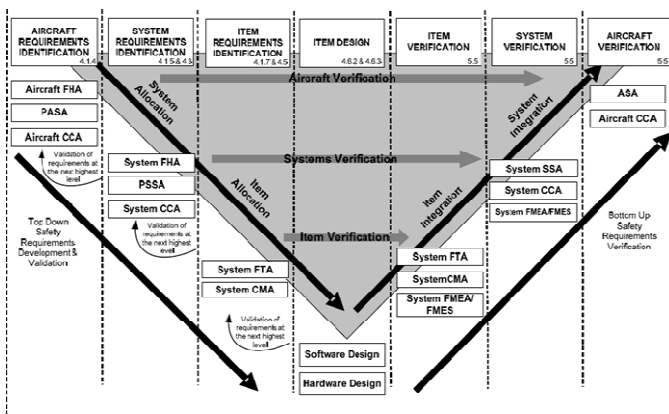 AIRCRAFT
REQUIREMENTS
IDENTIFICATION
4.1.4
SYSTEM
REQUIREMENTS
IDENTIFICATION
ITEM
REQUIREMENTS
IDENTIFICATION
4.1.7 & 4.5
ITEM DESIGN
4.6.2 & 4.6.3
ITEM
VERIFICATION
5.5
SYSTEM
VERIFICATION
5.5
AIRCRAFT
VERIFICATION
5.5
Aircraft FHA
PASA
Aircraft CCA
Validation of
requirements at
the next highest
level
System FHA
PSSA
System CCA
Validation of
requirements at
the next highest
level
System FTA
System CMA
Validation of
requirements at
the next highest
level
Software Design
Hardware Design
System FTA
SystemCMA
System FMEA/
FMES
System SSA
System CCA
System FMEA/FMES
ASA
Aircraft CCA
Aircraft Verification
Systems Verification
Item Verification
System
Allocation
Item
Allocation
Item
Integration
System
Integration
Top Down
Safety
Requirements
Development &
Validation
Bottom Up
Safety
Requirements
Verification